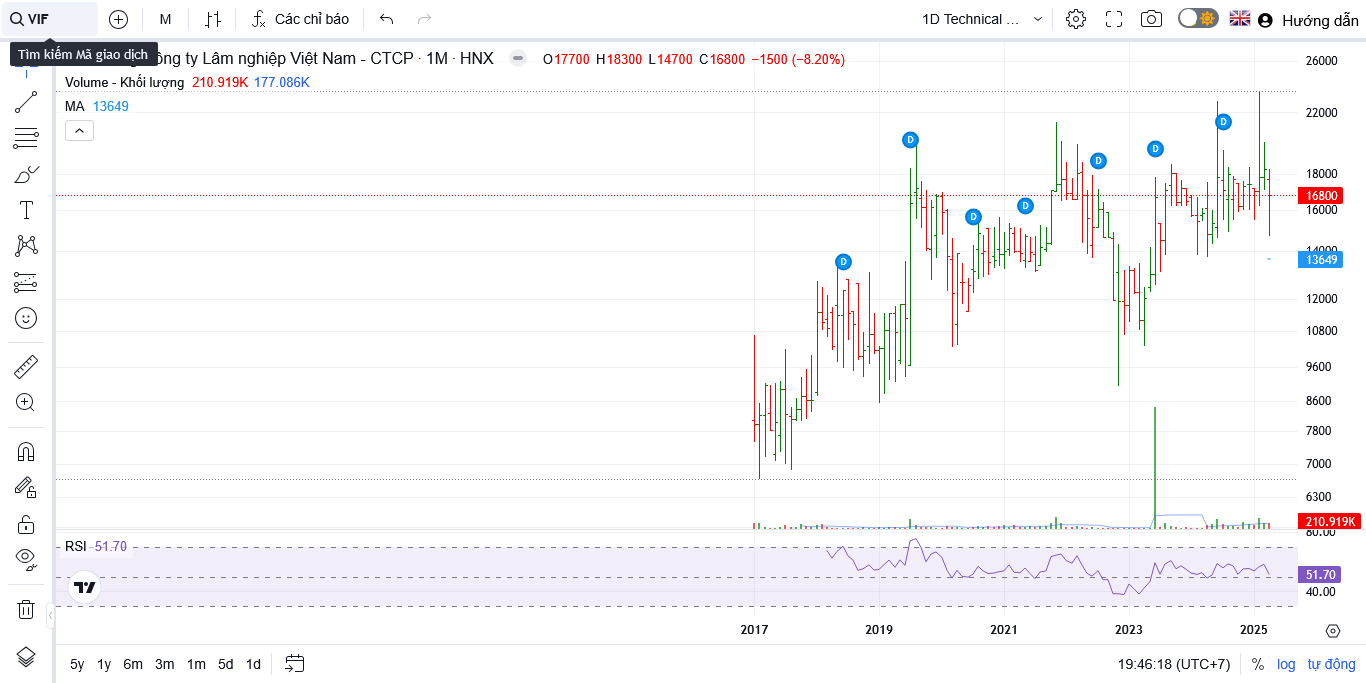 VIF
M
Các chỉ báo
1D Technical ...
Hướng dẫn
Tìm kiếm Mã giao dịch
ông ty Lâm nghiệp Việt Nam - CTCP · 1M · HNX
O17700 H18300 L14700 C16800 −1500 (−8.20%)
Volume - Khối lượng 210.919K 177.086K
MA 13649
26000
22000
18000
16800
16000
14000
13649
12000
10800
9600
8600
7800
7000
6300
210.919K
80.00
D
D
D
D
D
D
D
RSI 51.70
51.70
40.00
2017 2019 2021 2023 2025
5y 1y 6m 3m 1m 5d 1d
19:46:18 (UTC+7) % log tự động